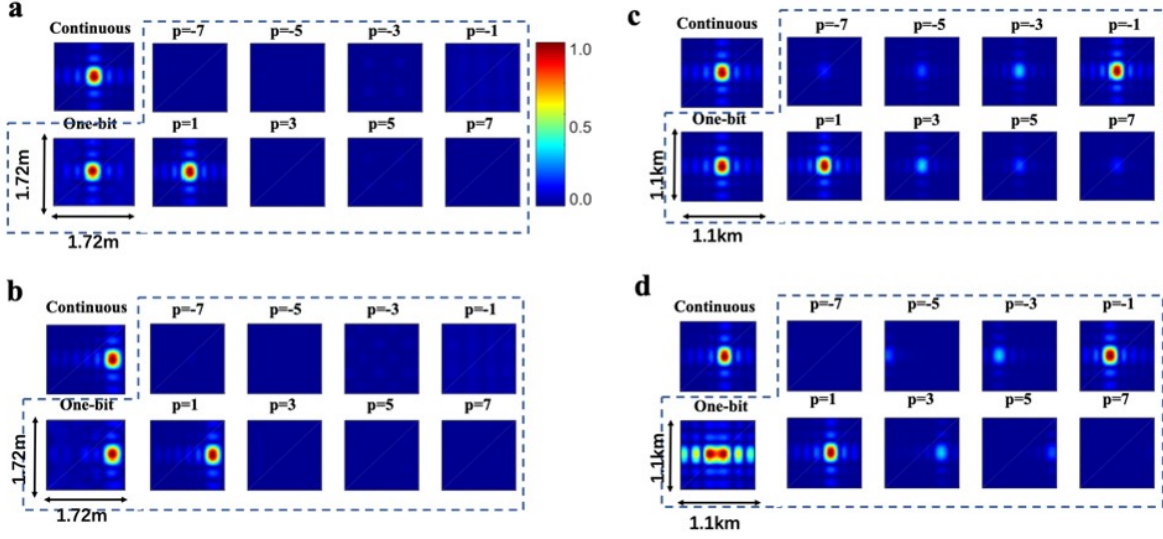 a
Continuous
p=-7
p=-5
p=-3
p=-1
1.0
0.5
0.0
One-bit
p=1
p=3
p=5
p=7
1.72m
1.72m
b
Continuous
p=-7
p=-5
p=-3
p=-1
One-bit
p=1
p=3
p=5
p=7
1.72m
1.72m
c
Continuous
p=-7
p=-5
p=-3
p=-1
One-bit
p=1
p=3
p=5
p=7
1.1km
1.1km
d
Continuous
p=-7
p=-5
p=-3
p=-1
One-bit
p=1
p=3
p=5
p=7
1.1km
1.1km